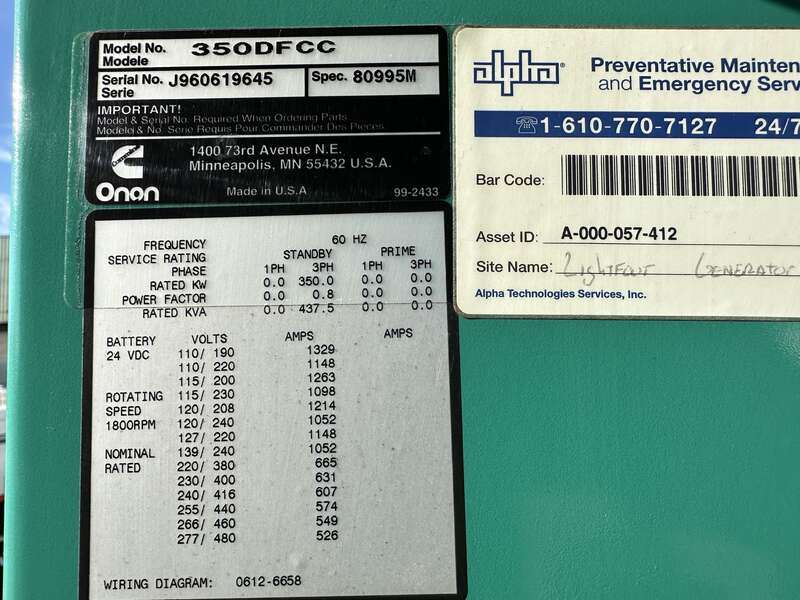 Model No. 350DFCC
Modele
Serial No. J960619645 Spec. 80995M
Serie
IMPORTANT!
Model & Serial No. Required When Ordering Parts
Modele & No. Serie Requis Pour Commander Des Pieces
Cummins
Onan
1400 73rd Avenue N.E.
Minneapolis, MN 55432 U.S.A.
Made in U.S.A. 99-2433
FREQUENCY 60 HZ
SERVICE RATING STANDBY PRIME
PHASE 1PH 3PH 1PH 3PH
RATED KW 0.0 350.0 0.0 0.0
POWER FACTOR 0.0 0.8 0.0 0.0
RATED KVA 0.0 437.5 0.0 0.0
BATTERY VOLTS AMPS AMPS
24 VDC 110/ 190 1329
110/ 220 1148
115/ 200 1263
ROTATING 115/ 230 1098
SPEED 120/ 208 1214
1800RPM 120/ 240 1052
127/ 220 1148
NOMINAL 139/ 240 1052
RATED 220/ 380 665
230/ 400 631
240/ 416 607
255/ 440 574
266/ 460 549
277/ 480 526
WIRING DIAGRAM: 0612-6658
alpha®
Preventative Mainten
and Emergency Serv
☏1-610-770-7127 24/7
Bar Code:
Asset ID: A-000-057-412
Site Name: Lightfoot Generator
Alpha Technologies Services, Inc.